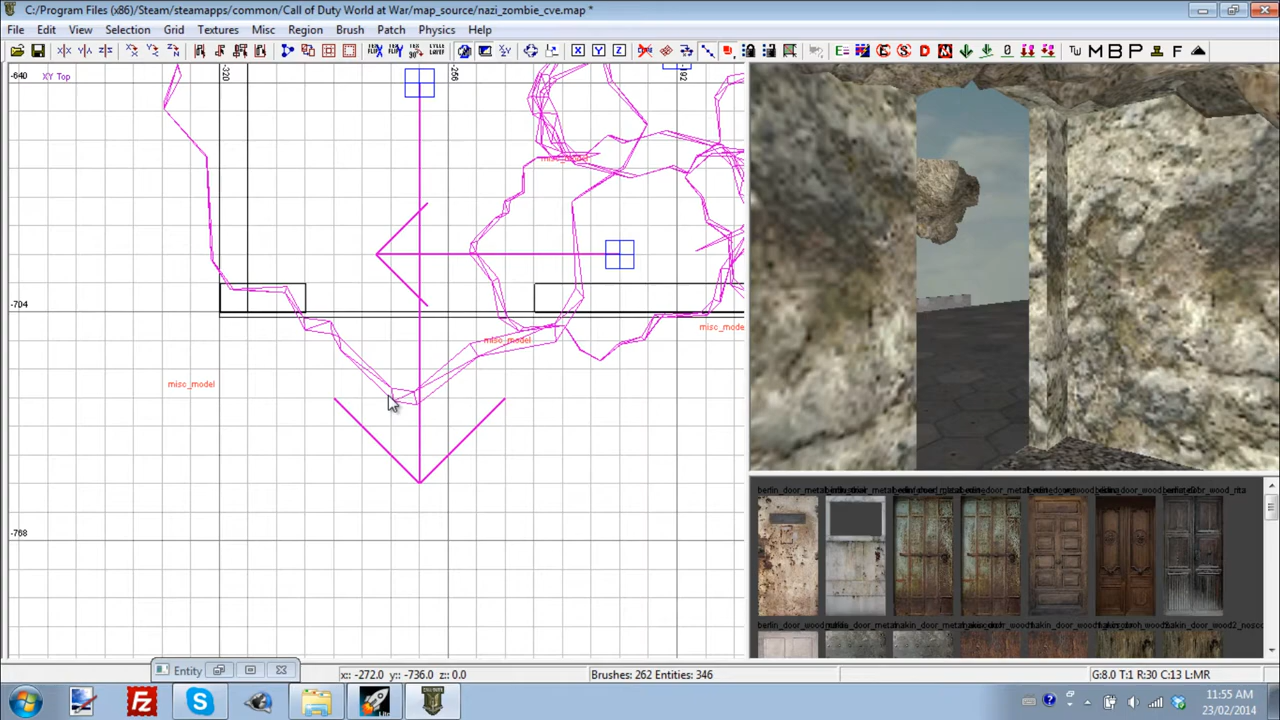 C:/Program Files (x86)/Steam/steamapps/common/Call of Duty World at War/map_source/nazi_zombie_cve.map *
File Edit View Selection Grid Textures Misc Region Brush Patch Physics Help
Tw M B P F
-640 XY Top
-320
-256
-192
-704
misc_model
misc_model
misc_model
-768
Entity
x:: -272.0 y:: -736.0 z:: 0.0
Brushes: 262 Entities: 346
G:8.0 T:1 R:30 C:13 L:MR
11:55 AM
23/02/2014